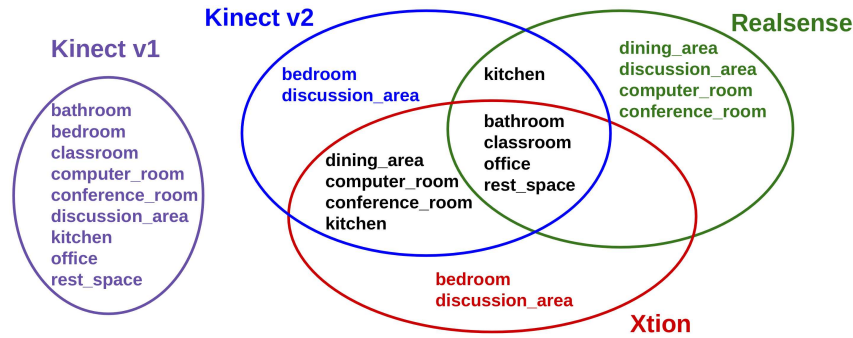 Kinect v1
bathroom
bedroom
classroom
computer_room
conference_room
discussion_area
kitchen
office
rest_space
Kinect v2
bedroom
discussion_area
kitchen
bathroom
classroom
office
rest_space
dining_area
computer_room
conference_room
kitchen
Realsense
dining_area
discussion_area
computer_room
conference_room
bedroom
discussion_area
Xtion